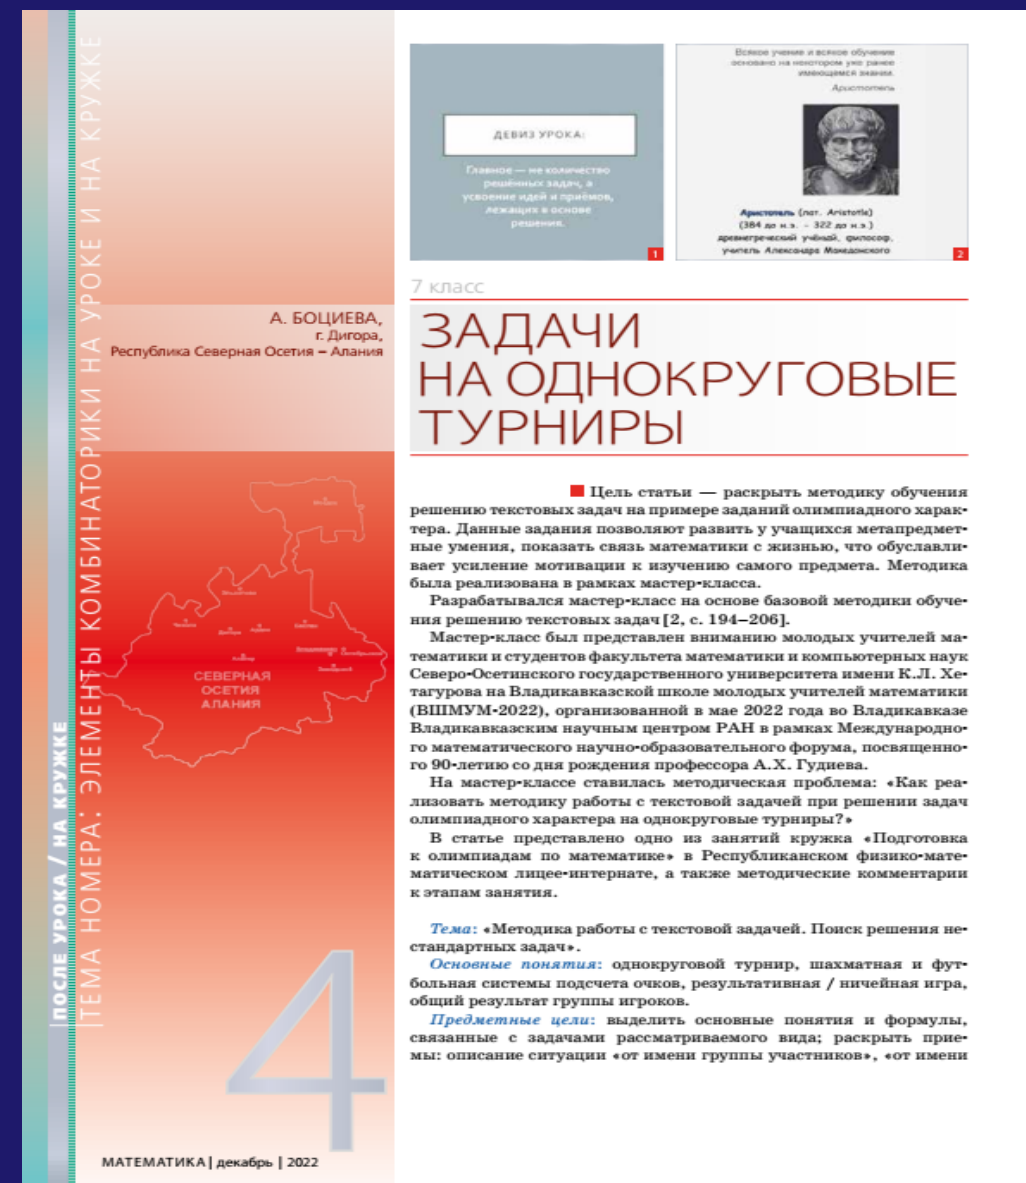 ПОСЛЕ УРОКА / НА КРУЖКЕ
ТЕМА НОМЕРА: ЭЛЕМЕНТЫ КОМБИНАТОРИКИ НА УРОКЕ И НА КРУЖКЕ
А. БОЦИЕВА,
г. Дигора,
Республика Северная Осетия – Алания
СЕВЕРНАЯ
ОСЕТИЯ
АЛАНИЯ
4
МАТЕМАТИКА | декабрь | 2022
ДЕВИЗ УРОКА:
Главное — не количество
решённых задач, а
усвоение идей и приёмов,
лежащих в основе
решения.
1
Всякое учение и всякое обучение
основано на некотором уже ранее
имеющемся знании.
Аристотель
Аристотель (лат. Aristotle)
(384 до н.э. – 322 до н.э.)
древнегреческий учёный, философ,
учитель Александра Македонского
2
7 класс
ЗАДАЧИ
НА ОДНОКРУГОВЫЕ
ТУРНИРЫ
Цель статьи — раскрыть методику обучения
решению текстовых задач на примере заданий олимпиадного харак-
тера. Данные задания позволяют развить у учащихся метапредмет-
ные умения, показать связь математики с жизнью, что обуславли-
вает усиление мотивации к изучению самого предмета. Методика
была реализована в рамках мастер-класса.
Разрабатывался мастер-класс на основе базовой методики обуче-
ния решению текстовых задач [2, с. 194–206].
Мастер-класс был представлен вниманию молодых учителей ма-
тематики и студентов факультета математики и компьютерных наук
Северо-Осетинского государственного университета имени К.Л. Хе-
тагурова на Владикавказской школе молодых учителей математики
(ВШМУМ-2022), организованной в мае 2022 года во Владикавказе
Владикавказским научным центром РАН в рамках Международно-
го математического научно-образовательного форума, посвященно-
го 90-летию со дня рождения профессора А.Х. Гудиева.
На мастер-классе ставилась методическая проблема: «Как реа-
лизовать методику работы с текстовой задачей при решении задач
олимпиадного характера на однокруговые турниры?»
В статье представлено одно из занятий кружка «Подготовка
к олимпиадам по математике» в Республиканском физико-мате-
матическом лицее-интернате, а также методические комментарии
к этапам занятия.
Тема: «Методика работы с текстовой задачей. Поиск решения не-
стандартных задач».
Основные понятия: однокруговой турнир, шахматная и фут-
больная системы подсчета очков, результативная / ничейная игра,
общий результат группы игроков.
Предметные цели: выделить основные понятия и формулы,
связанные с задачами рассматриваемого вида; раскрыть прие-
мы: описание ситуации «от имени группы участников», «от имени